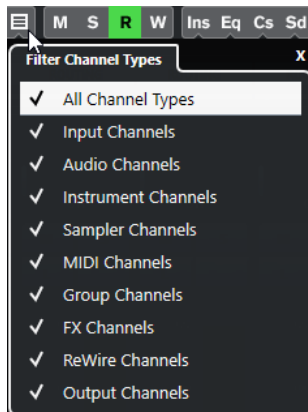 M S R W Ins Eq Cs Sd
Filter Channel Types x
All Channel Types
Input Channels
Audio Channels
Instrument Channels
Sampler Channels
MIDI Channels
Group Channels
FX Channels
ReWire Channels
Output Channels